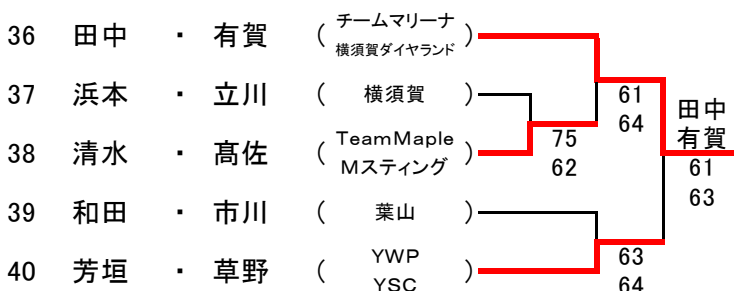 36 田中 ・ 有賀 ( チームマリーナ
横須賀ダイヤランド )
37 浜本 ・ 立川 ( 横須賀 )
38 清水 ・髙佐 ( TeamMaple
Mスティング )
39 和田 ・ 市川 ( 葉山 )
40 芳垣 ・ 草野 ( YWP
YSC )
75
62
61
64
63
64
田中
有賀
61
63